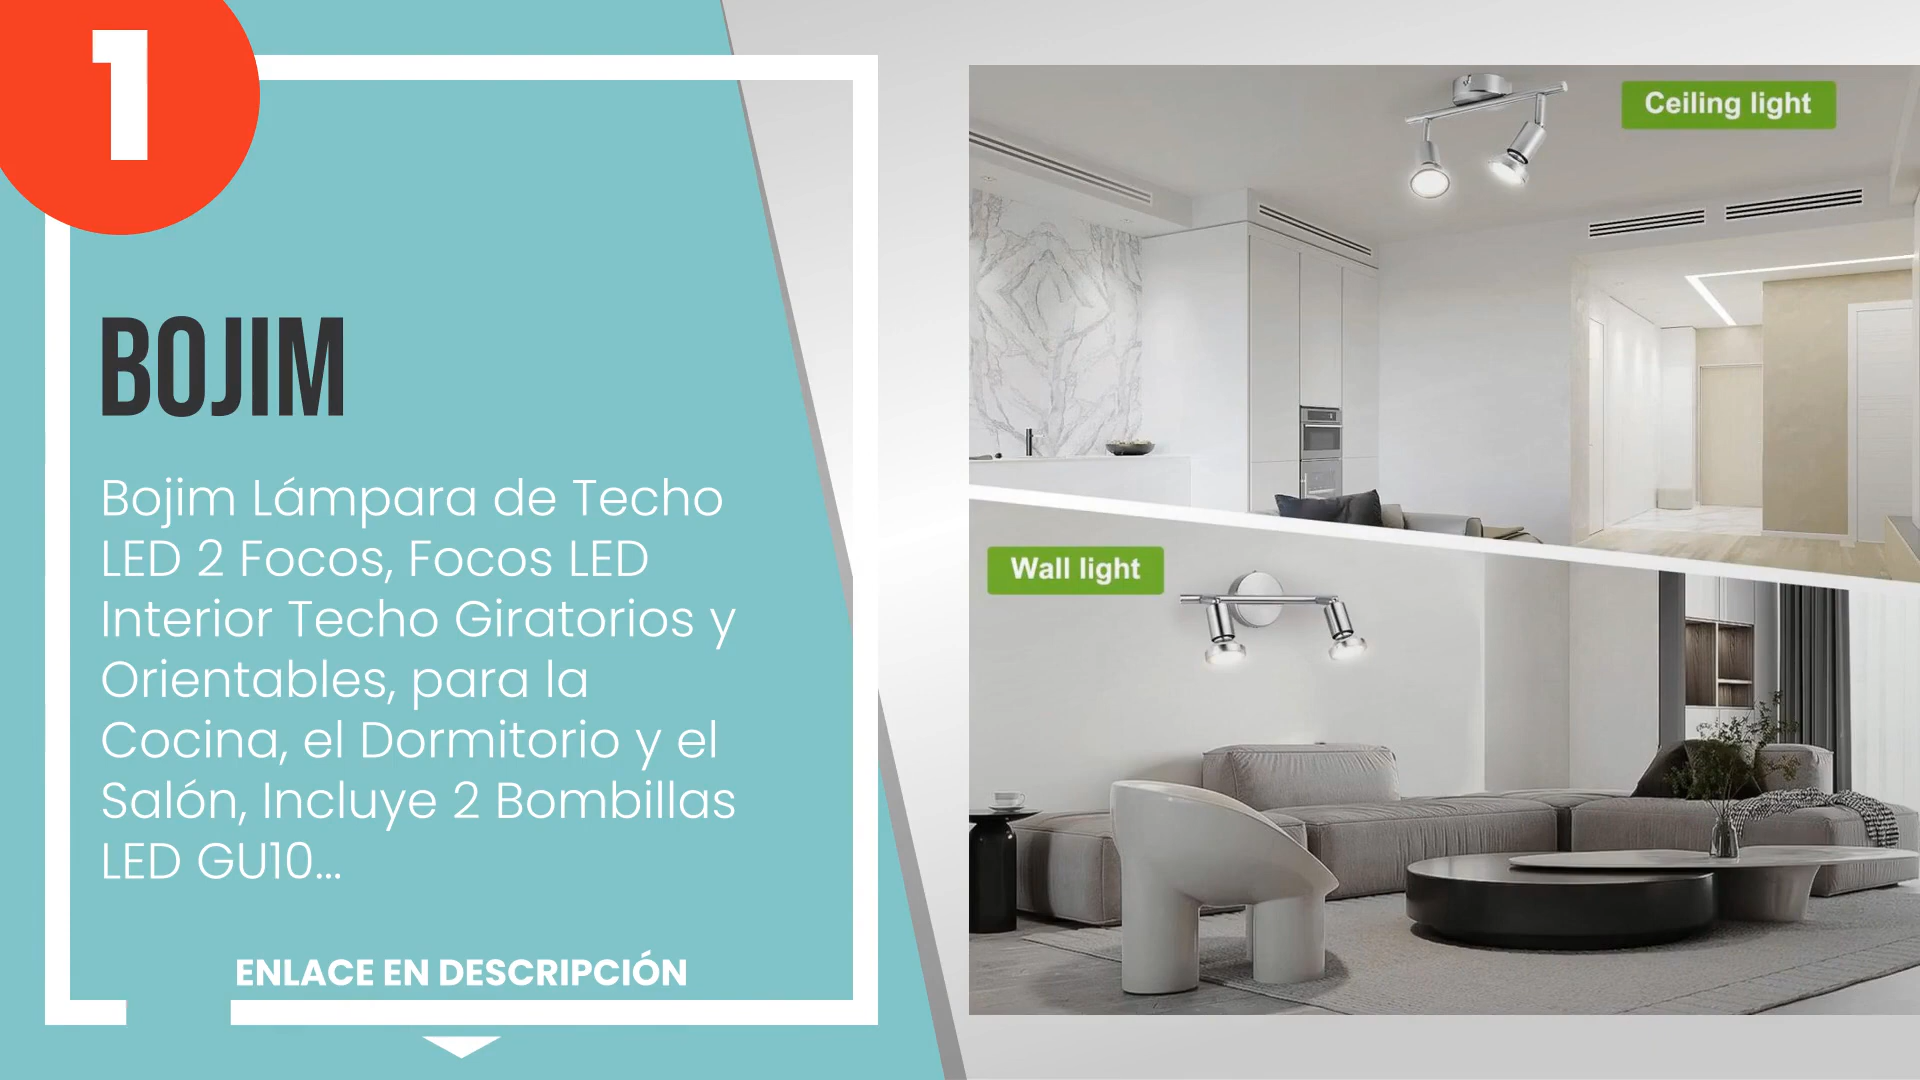 1
BOJIM
Bojim Lámpara de Techo
LED 2 Focos, Focos LED
Interior Techo Giratorios y
Orientables, para la
Cocina, el Dormitorio y el
Salón, Incluye 2 Bombillas
LED GU10...
ENLACE EN DESCRIPCIÓN
Ceiling light
Wall light